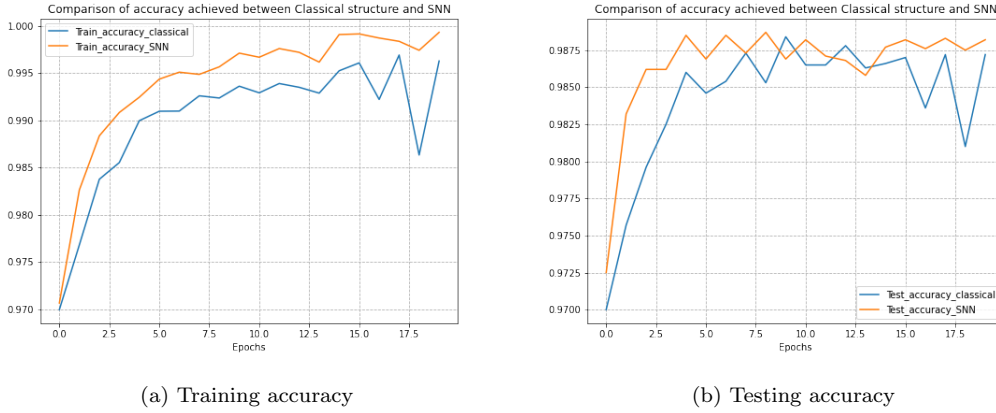 Comparison of accuracy achieved between Classical structure and SNN
Train_accuracy_classical
Train_accuracy_SNN
1.000
0.995
0.990
0.985
0.980
0.975
0.970
0.0 2.5 5.0 7.5 10.0 12.5 15.0 17.5
Epochs
(a) Training accuracy
Comparison of accuracy achieved between Classical structure and SNN
0.9875
0.9850
0.9825
0.9800
0.9775
0.9750
0.9725
0.9700
Test_accuracy_classical
Test_accuracy_SNN
0.0 2.5 5.0 7.5 10.0 12.5 15.0 17.5
Epochs
(b) Testing accuracy